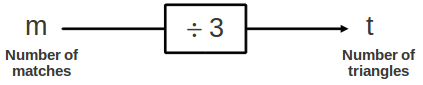 m ÷ 3 t
Number of matches
Number of triangles